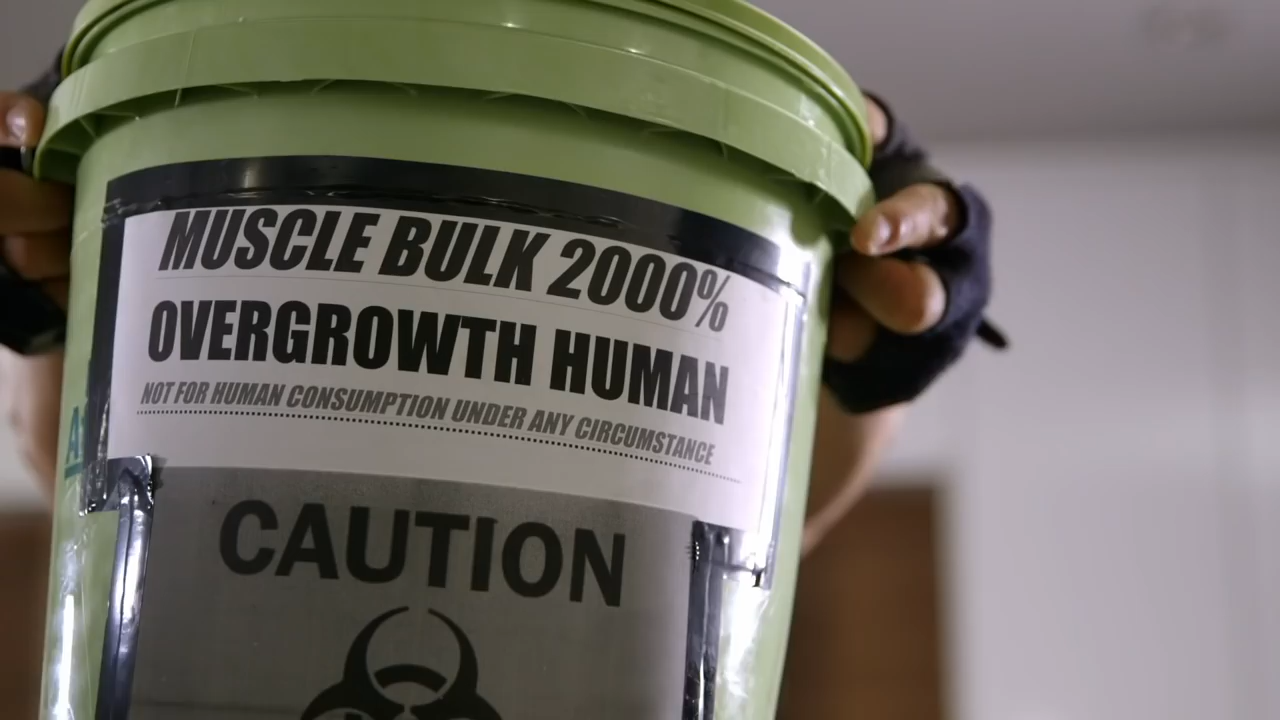 MUSCLE BULK 2000%
OVERGROWTH HUMAN
NOT FOR HUMAN CONSUMPTION UNDER ANY CIRCUMSTANCE
CAUTION